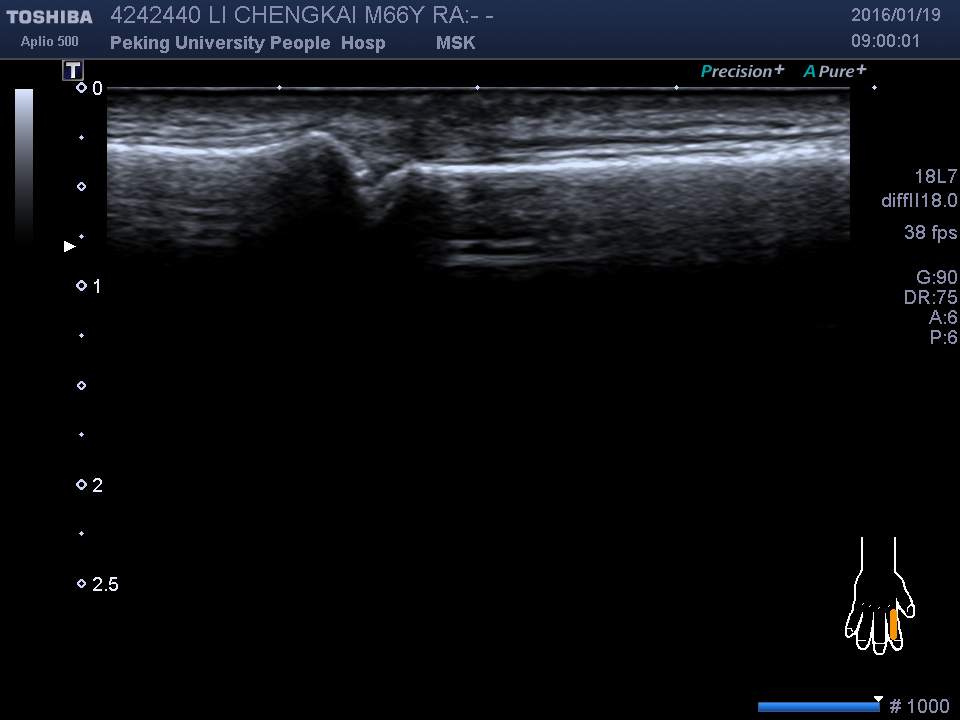 TOSHIBA 4242440 LI CHENGKAI M66Y RA:- - 2016/01/19
Aplio 500 Peking University People Hosp MSK 09:00:01
T Precision+ APure+
0
18L7
diffII18.0
38 fps
1
G:90
DR:75
A:6
P:6
2
2.5
# 1000